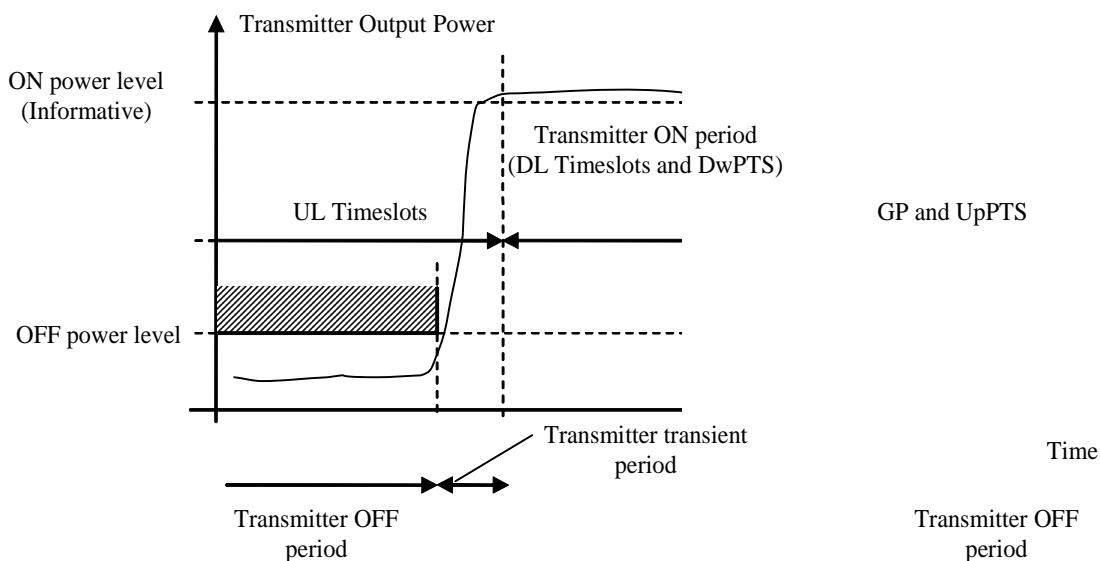 Transmitter Output Power
ON power level
(Informative)
Transmitter ON period
(DL Timeslots and DwPTS)
UL Timeslots
GP and UpPTS
OFF power level
Transmitter transient
period
Time
Transmitter OFF
period
Transmitter OFF
period